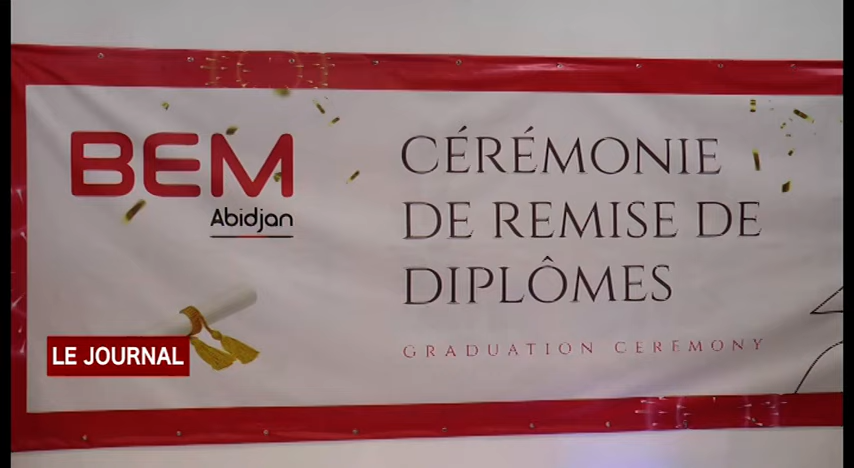 BEM
Abidjan
CÉRÉMONIE
DE REMISE DE
DIPLÔMES
GRADUATION CEREMONY
LE JOURNAL